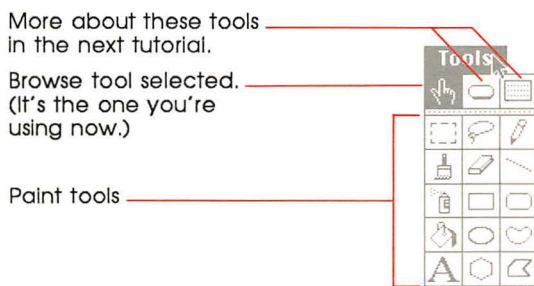 More about these tools
in the next tutorial.
Tools
Browse tool selected.
(It's the one you're
using now.)
Paint tools
A